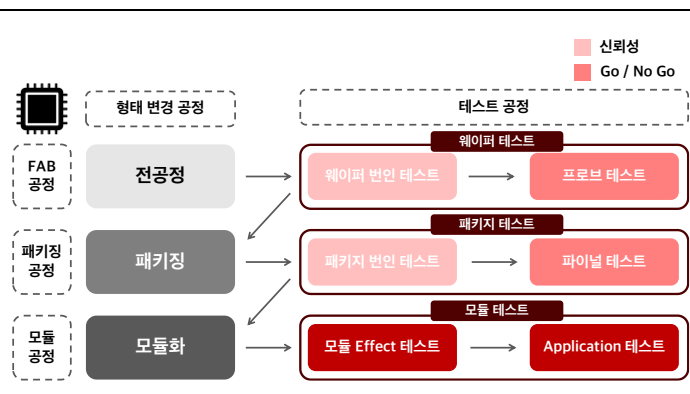 신뢰성
Go / No Go
형태 변경 공정
테스트 공정
웨이퍼 테스트
FAB
공정
전공정
웨이퍼 번인 테스트
프로브 테스트
패키지 테스트
패키징
공정
패키징
패키지 번인 테스트
파이널 테스트
모듈 테스트
모듈
공정
모듈화
모듈 Effect 테스트
Application 테스트